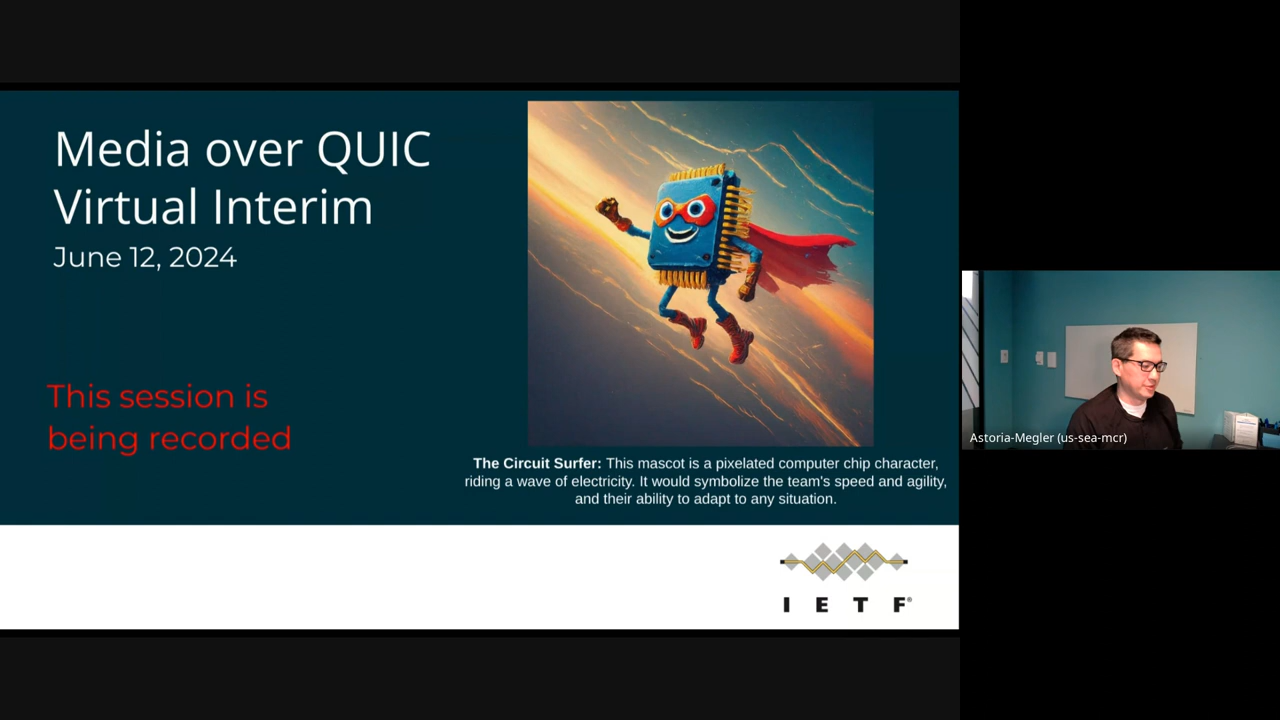 Media over QUIC
Virtual Interim
June 12, 2024
This session is
being recorded
The Circuit Surfer: This mascot is a pixelated computer chip character,
riding a wave of electricity. It would symbolize the team's speed and agility,
and their ability to adapt to any situation.
I E T F®
Astoria-Megler (us-sea-mcr)